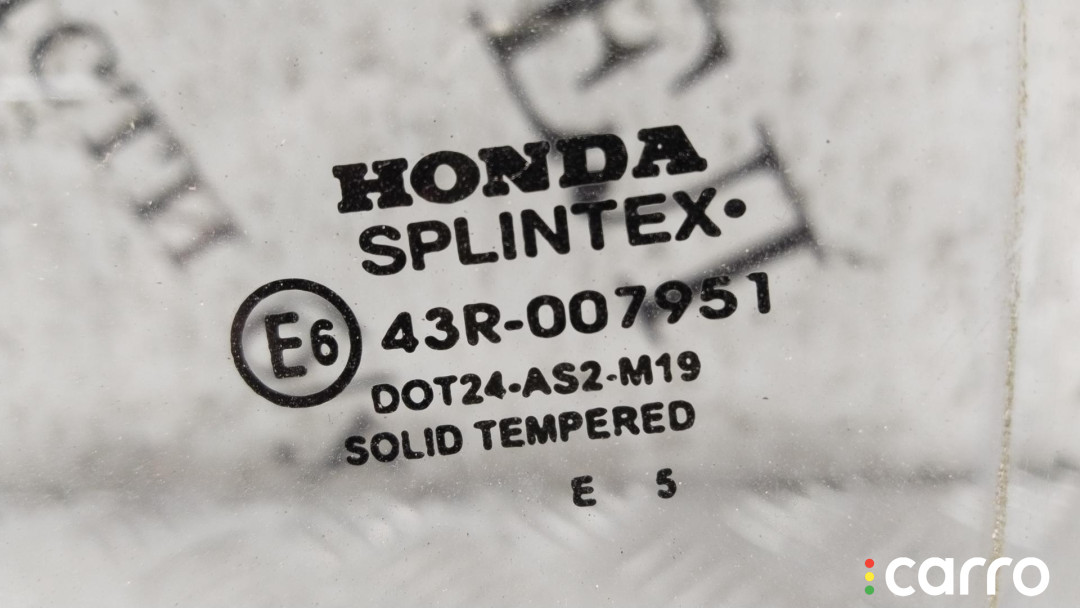 HONDA
SPLINTEX•
E6 43R-007951
DOT24-AS2-M19
SOLID TEMPERED
E 5
carro